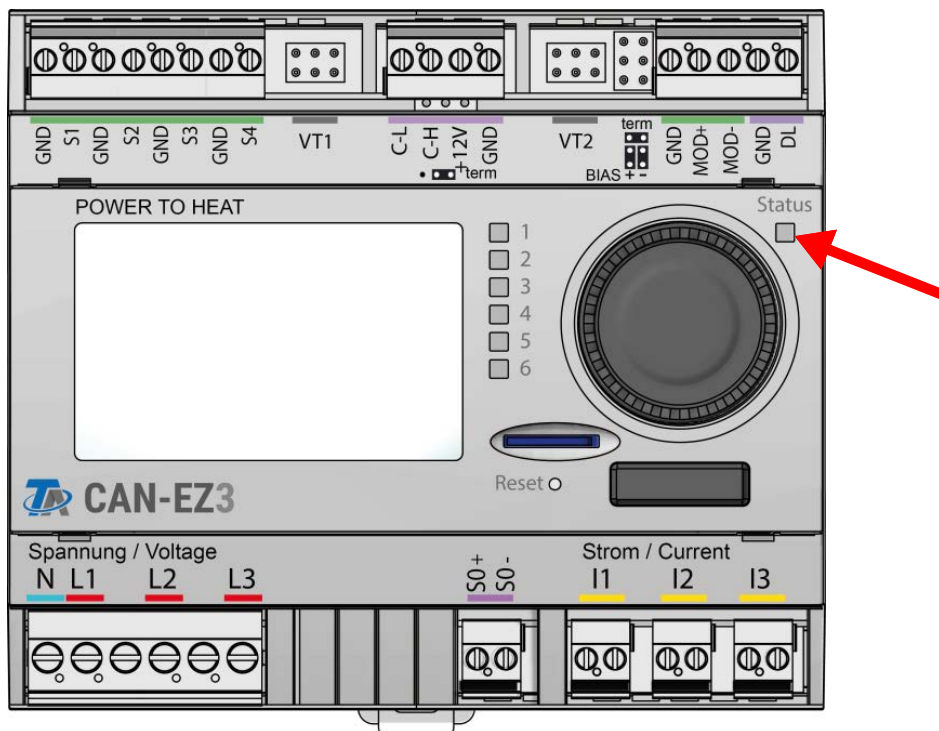 GND S1 GND S2 GND S3 GND S4 VT1 C-L C-H +12V GND VT2 term GND MOD+ MOD- GND DL
term BIAS + -
POWER TO HEAT
Status
1
2
3
4
5
6
Reset
TA CAN-EZ3
Spannung / Voltage Strom / Current
N L1 L2 L3 S0+ S0- I1 I2 I3